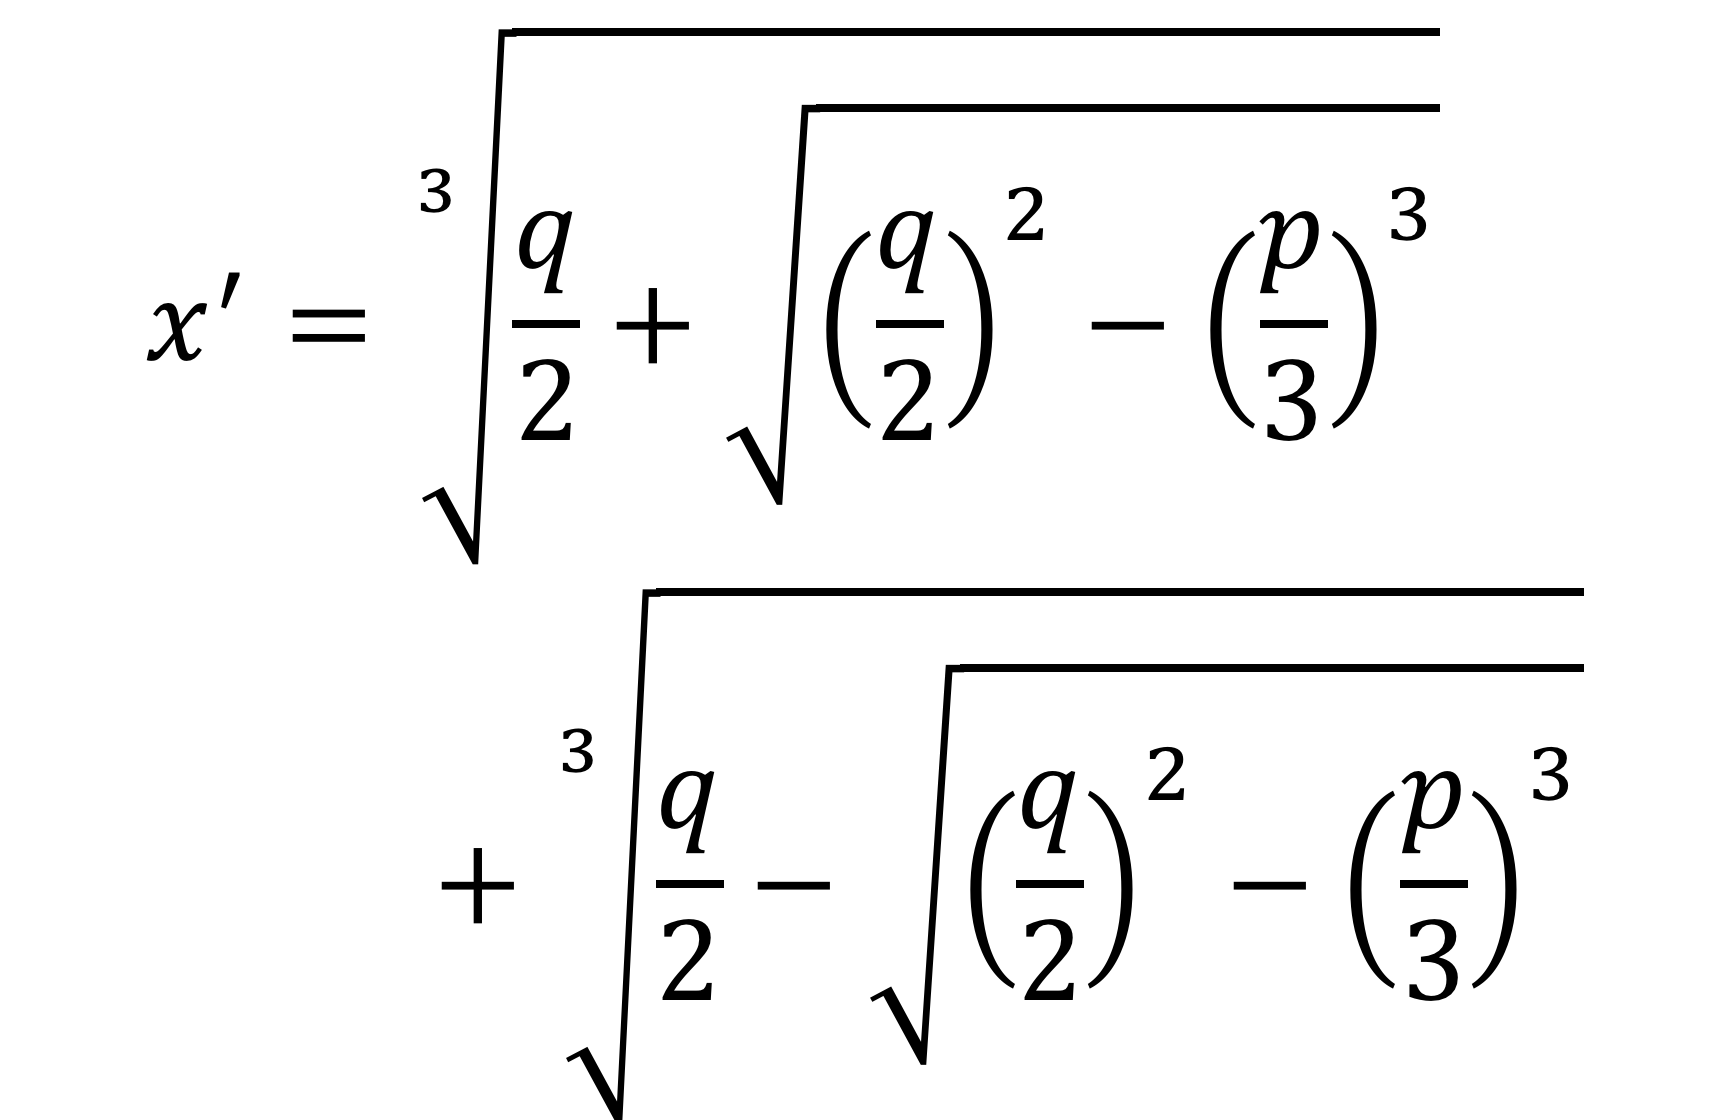 x′ = ∛(q/2 + √((q/2)² − (p/3)³))
+ ∛(q/2 − √((q/2)² − (p/3)³))